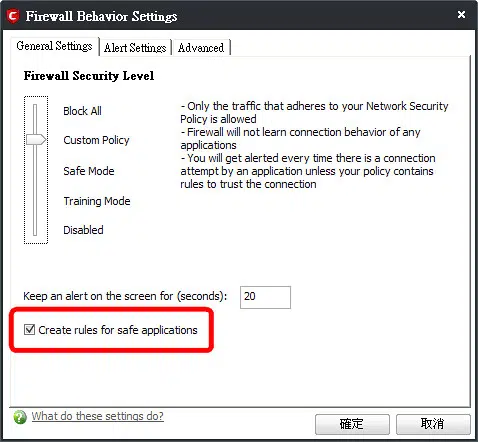 Firewall Behavior Settings
General Settings
Alert Settings
Advanced
Firewall Security Level
Block All
Custom Policy
Safe Mode
Training Mode
Disabled
- Only the traffic that adheres to your Network Security
Policy is allowed
- Firewall will not learn connection behavior of any
applications
- You will get alerted every time there is a connection
attempt by an application unless your policy contains
rules to trust the connection
Keep an alert on the screen for (seconds): 20
Create rules for safe applications
What do these settings do?
確定
取消